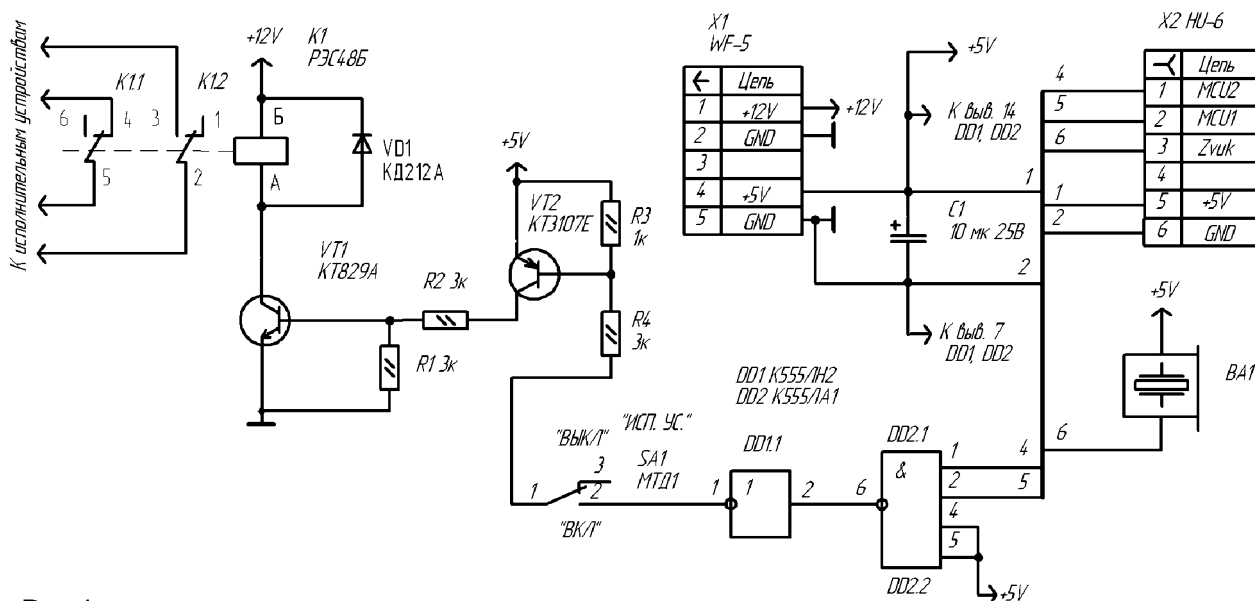 К исполнительным устройствам
+12V
К1
РЭС48Б
К1.1
К1.2
6
4
3
1
5
2
Б
А
VD1
КД212А
VT1
КТ829А
R1 3к
R2 3к
+5V
VT2
КТ3107Е
R3
1к
R4
3к
X1
WF-5
Цепь
1 +12V
2 GND
3
4 +5V
5 GND
+12V
+5V
К выв. 14
DD1, DD2
+
C1
10 мк 25В
К выв. 7
DD1, DD2
X2 HU-6
Цепь
1 MCU2
2 MCU1
3 Zvuk
4
5 +5V
6 GND
4
5
6
1
1
2
2
+5V
BA1
6
DD1 К555ЛН2
DD2 К555ЛА1
"ИСП. УС."
"ВЫКЛ"
SA1
МТД1
1
3
2
"ВКЛ"
DD1.1
1
1
2
DD2.1
6
&
1
2
4
5
4
5
DD2.2
+5V